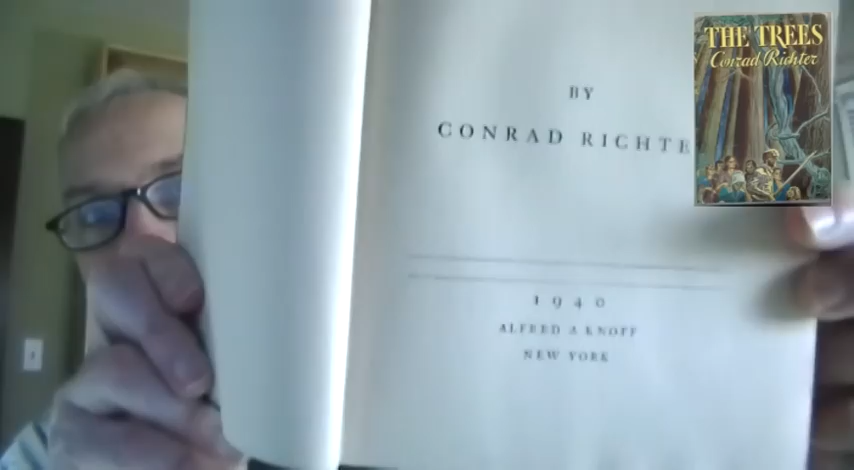 THE TREES
Conrad Richter
BY
CONRAD RICHTE
1940
ALFRED A KNOPF
NEW YORK